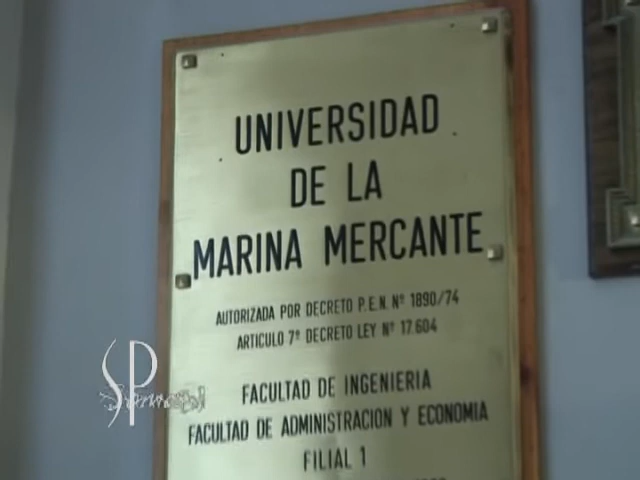 UNIVERSIDAD
DE LA
MARINA MERCANTE
AUTORIZADA POR DECRETO P.E.N. Nº 1890/74
ARTICULO 7º DECRETO LEY Nº 17.604
FACULTAD DE INGENIERIA
FACULTAD DE ADMINISTRACION Y ECONOMIA
FILIAL 1
SP